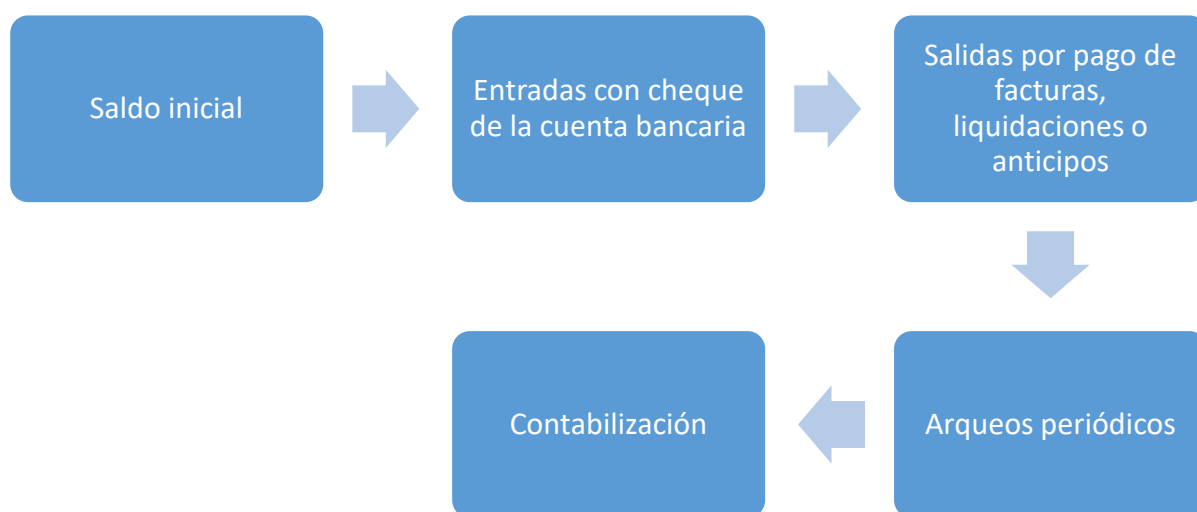 Saldo inicial
Entradas con cheque
de la cuenta bancaria
Salidas por pago de
facturas,
liquidaciones o
anticipos
Arqueos periódicos
Contabilización